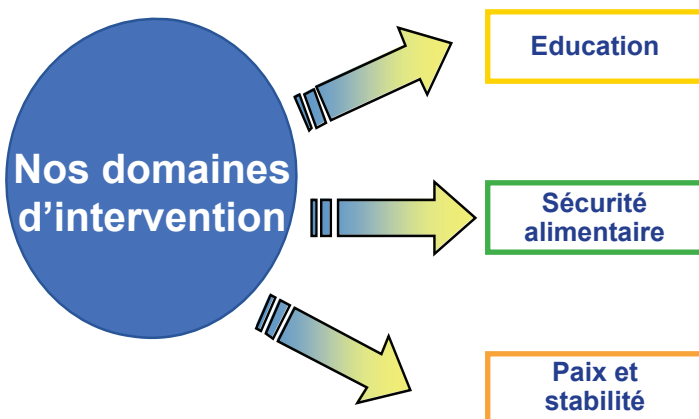 Nos domaines
d’intervention
Education
Sécurité
alimentaire
Paix et
stabilité